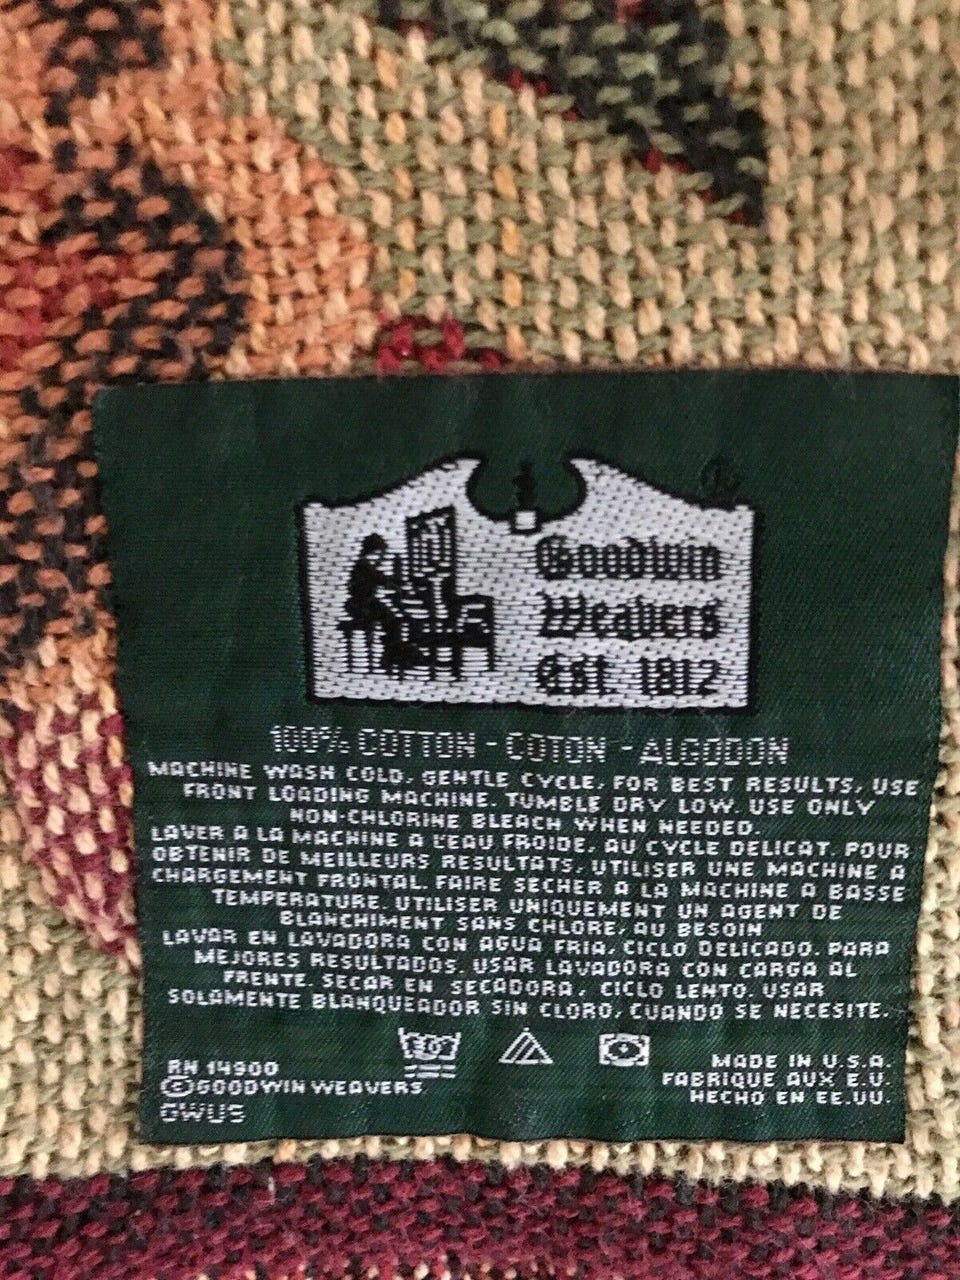 Goodwin
Weavers
Est. 1812
100% COTTON - COTON - ALGODON
MACHINE WASH COLD, GENTLE CYCLE, FOR BEST RESULTS, USE
FRONT LOADING MACHINE. TUMBLE DRY LOW. USE ONLY
NON-CHLORINE BLEACH WHEN NEEDED.
LAVER A LA MACHINE A L'EAU FROIDE, AU CYCLE DELICAT. POUR
OBTENIR DE MEILLEURS RESULTATS, UTILISER UNE MACHINE A
CHARGEMENT FRONTAL. FAIRE SECHER A LA MACHINE A BASSE
TEMPERATURE. UTILISER UNIQUEMENT UN AGENT DE
BLANCHIMENT SANS CHLORE, AU BESOIN
LAVAR EN LAVADORA CON AGUA FRIA, CICLO DELICADO. PARA
MEJORES RESULTADOS. USAR LAVADORA CON CARGA AL
FRENTE. SECAR EN SECADORA, CICLO LENTO. USAR
SOLAMENTE BLANQUEADOR SIN CLORO, CUANDO SE NECESITE.
RN 14900
©GOODWIN WEAVERS
GWUS
MADE IN U.S.A.
FABRIQUE AUX E.U.
HECHO EN EE.UU.